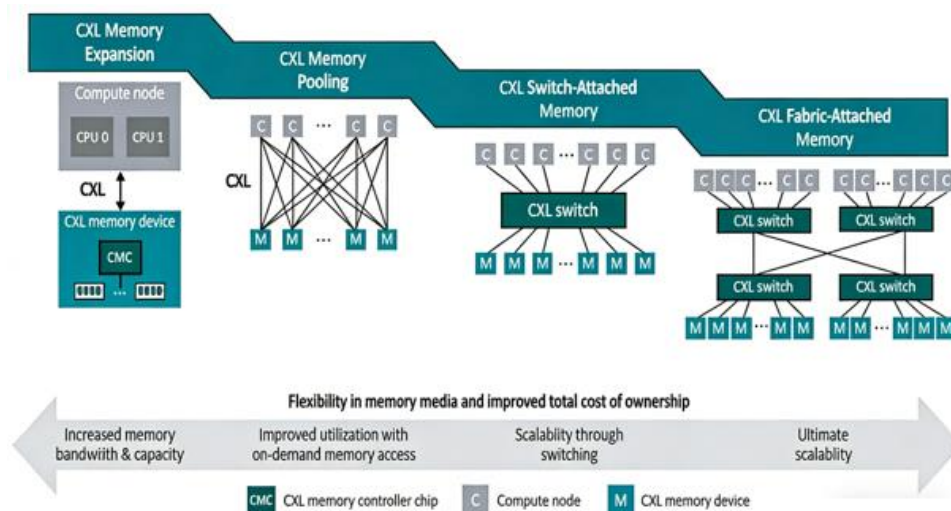 CXL Memory
Expansion
CXL Memory
Pooling
CXL Switch-Attached
Memory
CXL Fabric-Attached
Memory
Compute node
CPU 0 CPU 1
CXL
CXL memory device
CMC
...
C C ... C C
CXL
M M ... M M
C C C ... C C C
CXL switch
M M M ... M M M
C C C C ... C C
C C ... C C C C
CXL switch
CXL switch
CXL switch
CXL switch
M M M ... M M
M M ... M M M
Flexibility in memory media and improved total cost of ownership
Increased memory
bandwiith & capacity
Improved utilization with
on-demand memory access
Scalablity through
switching
Ultimate
scalablity
CMC CXL memory controller chip
C Compute node
M CXL memory device